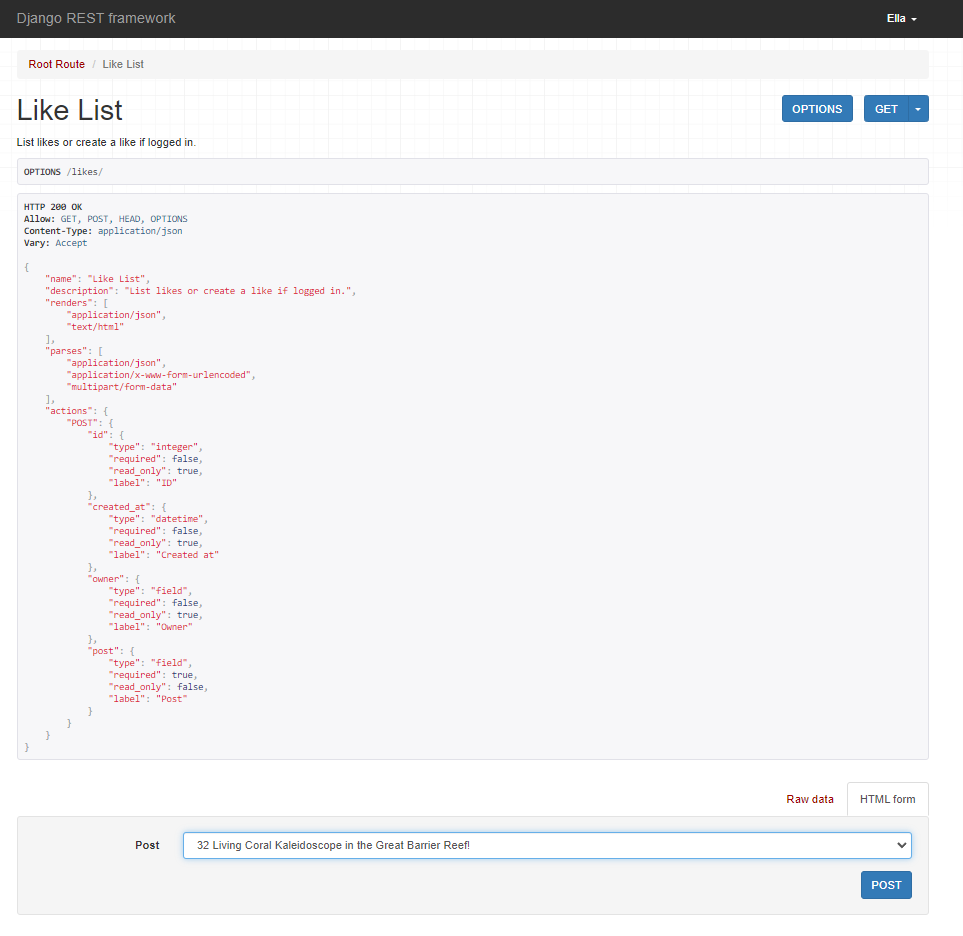 Django REST framework
Ella
Root Route / Like List
Like List
OPTIONS
GET
List likes or create a like if logged in.
OPTIONS /likes/
HTTP 200 OK
Allow: GET, POST, HEAD, OPTIONS
Content-Type: application/json
Vary: Accept
{
    "name": "Like List",
    "description": "List likes or create a like if logged in.",
    "renders": [
        "application/json",
        "text/html"
    ],
    "parses": [
        "application/json",
        "application/x-www-form-urlencoded",
        "multipart/form-data"
    ],
    "actions": {
        "POST": {
            "id": {
                "type": "integer",
                "required": false,
                "read_only": true,
                "label": "ID"
            },
            "created_at": {
                "type": "datetime",
                "required": false,
                "read_only": true,
                "label": "Created at"
            },
            "owner": {
                "type": "field",
                "required": false,
                "read_only": true,
                "label": "Owner"
            },
            "post": {
                "type": "field",
                "required": true,
                "read_only": false,
                "label": "Post"
            }
        }
    }
}
Raw data
HTML form
Post
32 Living Coral Kaleidoscope in the Great Barrier Reef!
POST